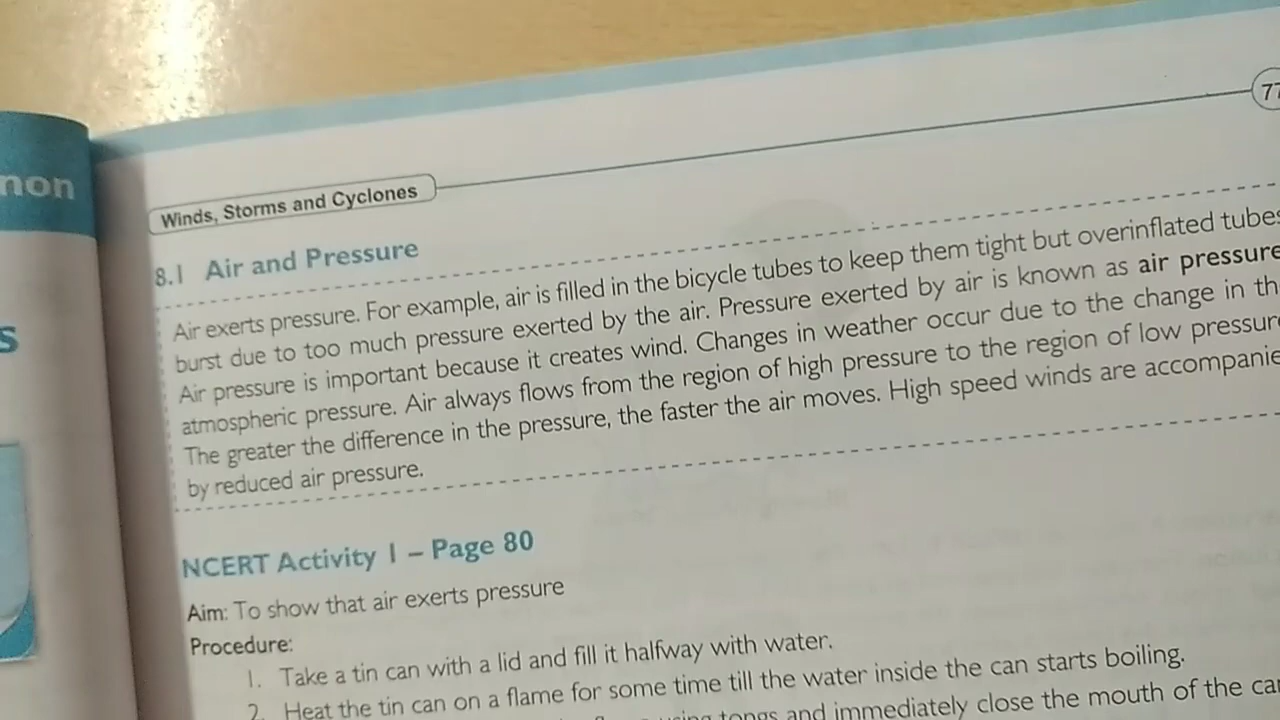 non
s
77
Winds, Storms and Cyclones
8.1 Air and Pressure
Air exerts pressure. For example, air is filled in the bicycle tubes to keep them tight but overinflated tubes
burst due to too much pressure exerted by the air. Pressure exerted by air is known as air pressure
Air pressure is important because it creates wind. Changes in weather occur due to the change in th
atmospheric pressure. Air always flows from the region of high pressure to the region of low pressure
The greater the difference in the pressure, the faster the air moves. High speed winds are accompanie
by reduced air pressure.
NCERT Activity 1 – Page 80
Aim: To show that air exerts pressure
Procedure:
1. Take a tin can with a lid and fill it halfway with water.
2. Heat the tin can on a flame for some time till the water inside the can starts boiling.
tongs and immediately close the mouth of the can